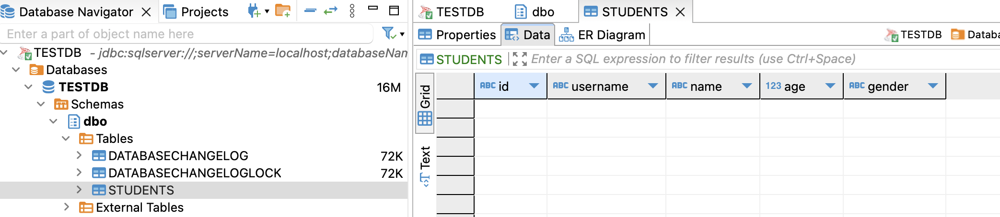 Database Navigator
Projects
Enter a part of object name here
TESTDB - jdbc:sqlserver://;serverName=localhost;databaseNam
Databases
TESTDB 16M
Schemas
dbo
Tables
DATABASECHANGELOG 72K
DATABASECHANGELOGLOCK 72K
STUDENTS
External Tables
TESTDB dbo STUDENTS
Properties Data ER Diagram TESTDB Databa
STUDENTS Enter a SQL expression to filter results (use Ctrl+Space)
Grid
Text
ABC id ABC username ABC name 123 age ABC gender